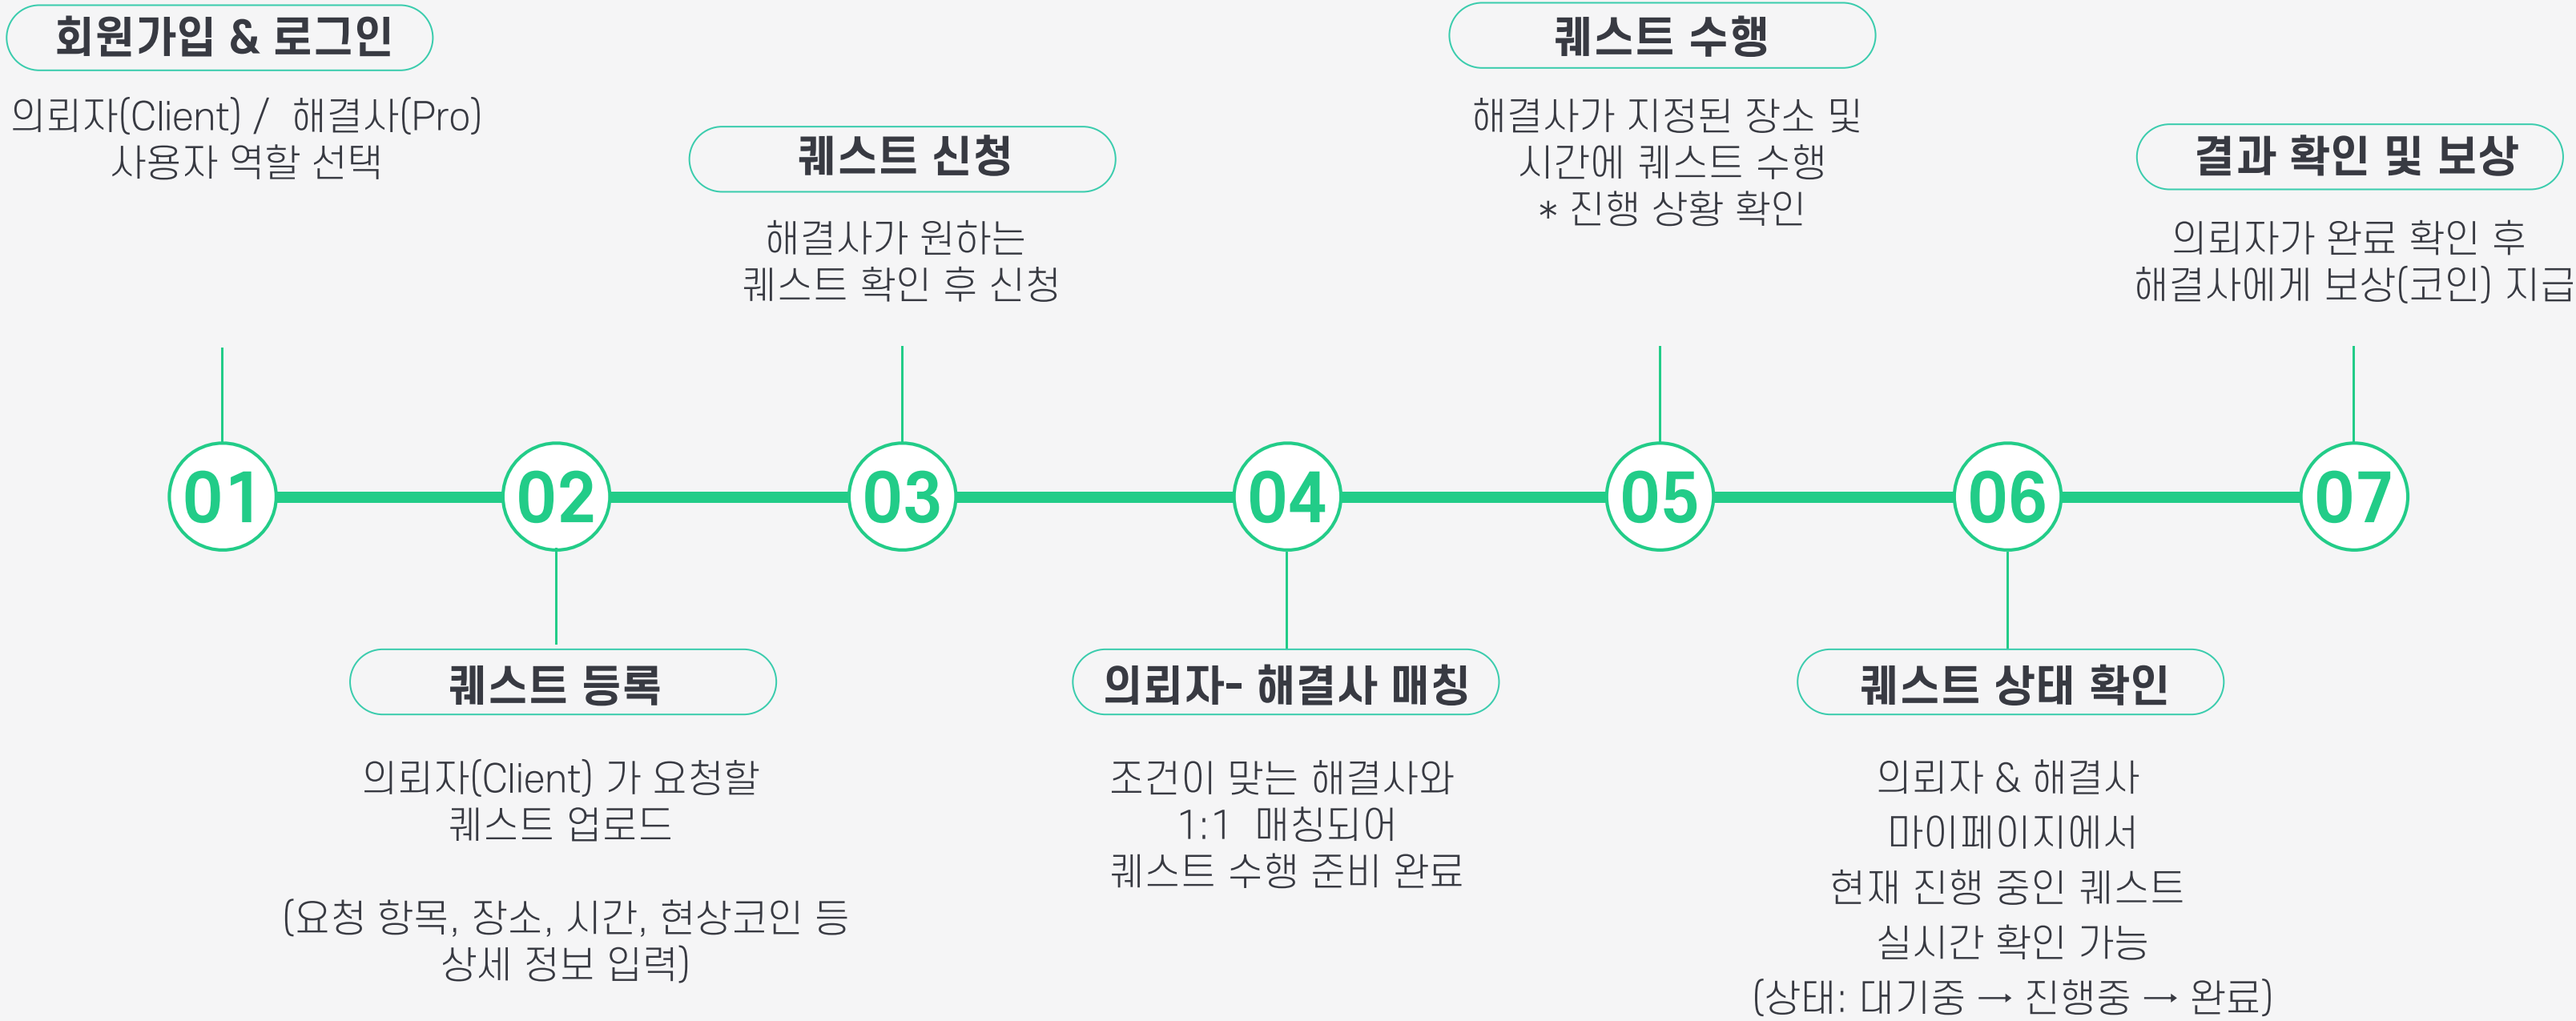 회원가입 & 로그인
의뢰자(Client) / 해결사(Pro)
사용자 역할 선택
01
02
퀘스트 등록
의뢰자(Client) 가 요청할
퀘스트 업로드
(요청 항목, 장소, 시간, 현상코인 등
상세 정보 입력)
퀘스트 신청
해결사가 원하는
퀘스트 확인 후 신청
03
04
의뢰자- 해결사 매칭
조건이 맞는 해결사와
1:1 매칭되어
퀘스트 수행 준비 완료
퀘스트 수행
해결사가 지정된 장소 및
시간에 퀘스트 수행
* 진행 상황 확인
05
06
퀘스트 상태 확인
의뢰자 & 해결사
마이페이지에서
현재 진행 중인 퀘스트
실시간 확인 가능
(상태: 대기중 → 진행중 → 완료)
결과 확인 및 보상
의뢰자가 완료 확인 후
해결사에게 보상(코인) 지급
07